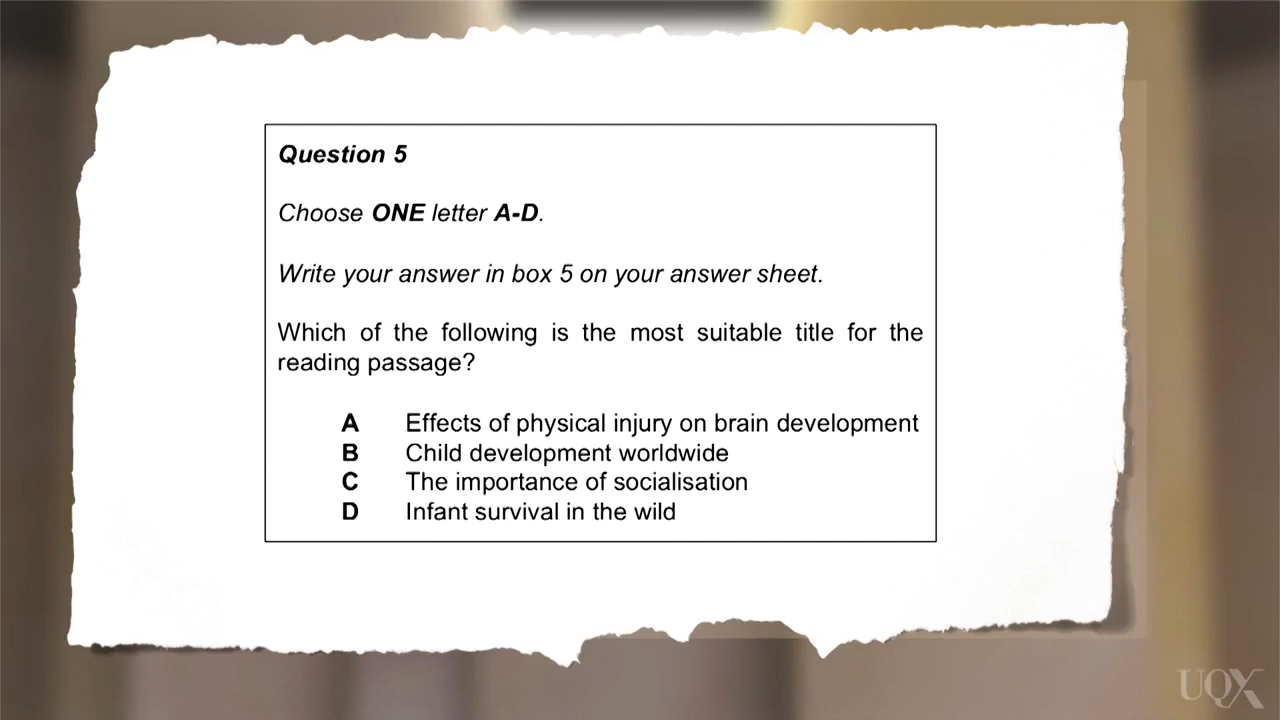 Question 5
Choose ONE letter A-D.
Write your answer in box 5 on your answer sheet.
Which of the following is the most suitable title for the
reading passage?
A Effects of physical injury on brain development
B Child development worldwide
C The importance of socialisation
D Infant survival in the wild
UQX